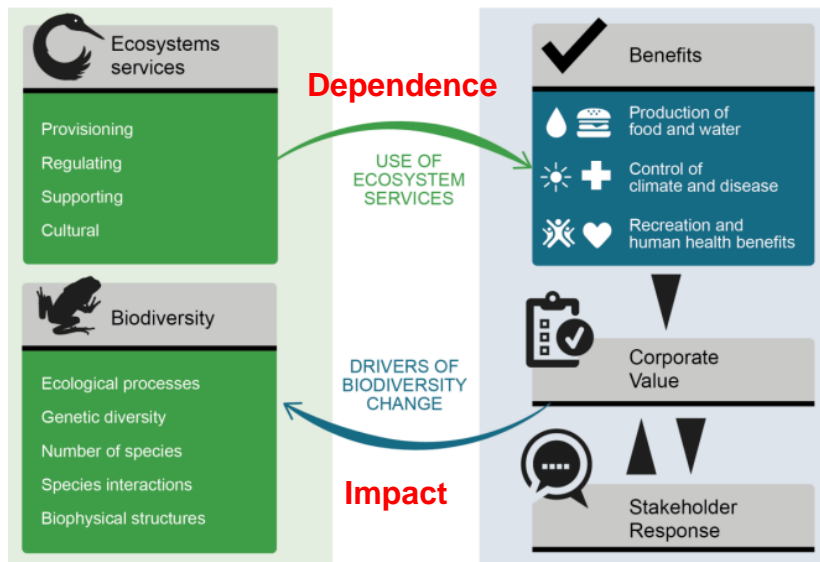 Ecosystems
services
Provisioning
Regulating
Supporting
Cultural
Biodiversity
Ecological processes
Genetic diversity
Number of species
Species interactions
Biophysical structures
Dependence
USE OF
ECOSYSTEM
SERVICES
DRIVERS OF
BIODIVERSITY
CHANGE
Impact
Benefits
Production of
food and water
Control of
climate and disease
Recreation and
human health benefits
Corporate
Value
Stakeholder
Response